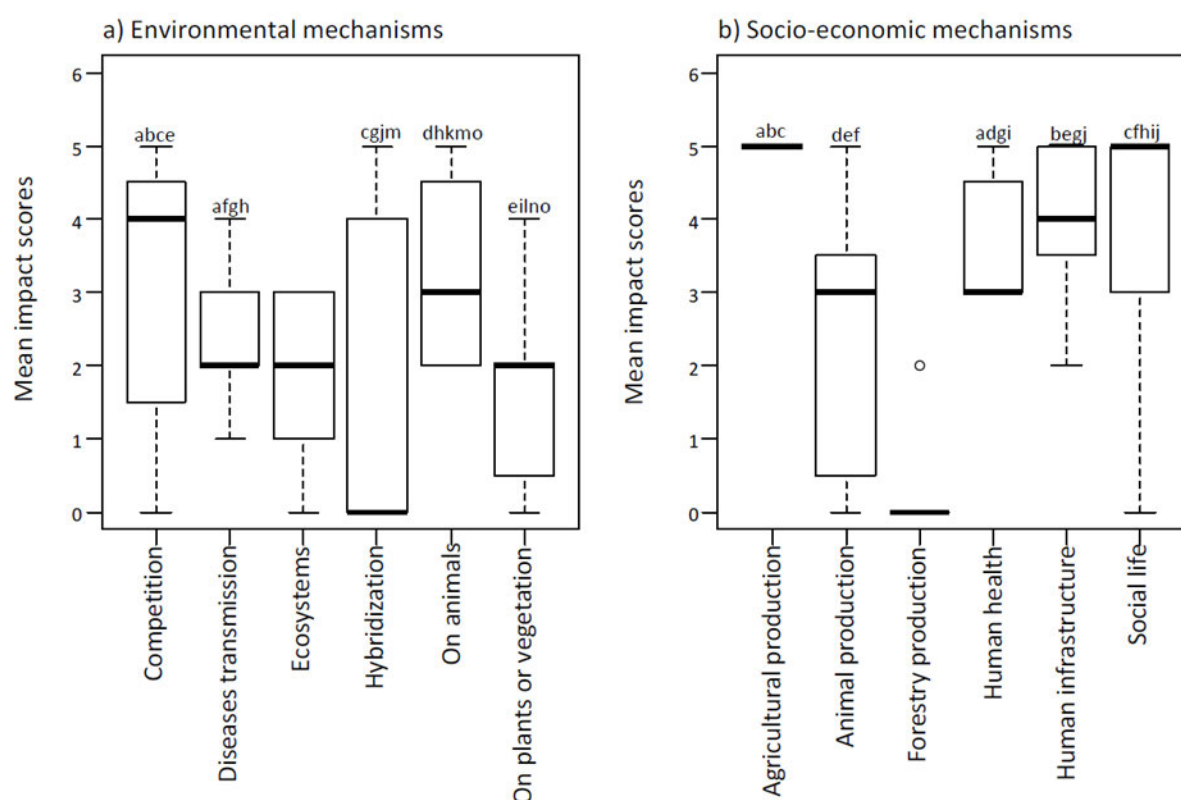 a) Environmental mechanisms
Mean impact scores
6
5
4
3
2
1
0
abce
afgh
cgjm
dhkmo
eilno
Competition
Diseases transmission
Ecosystems
Hybridization
On animals
On plants or vegetation
b) Socio-economic mechanisms
Mean impact scores
6
5
4
3
2
1
0
abc
def
adgi
begj
cfhij
Agricultural production
Animal production
Forestry production
Human health
Human infrastructure
Social life